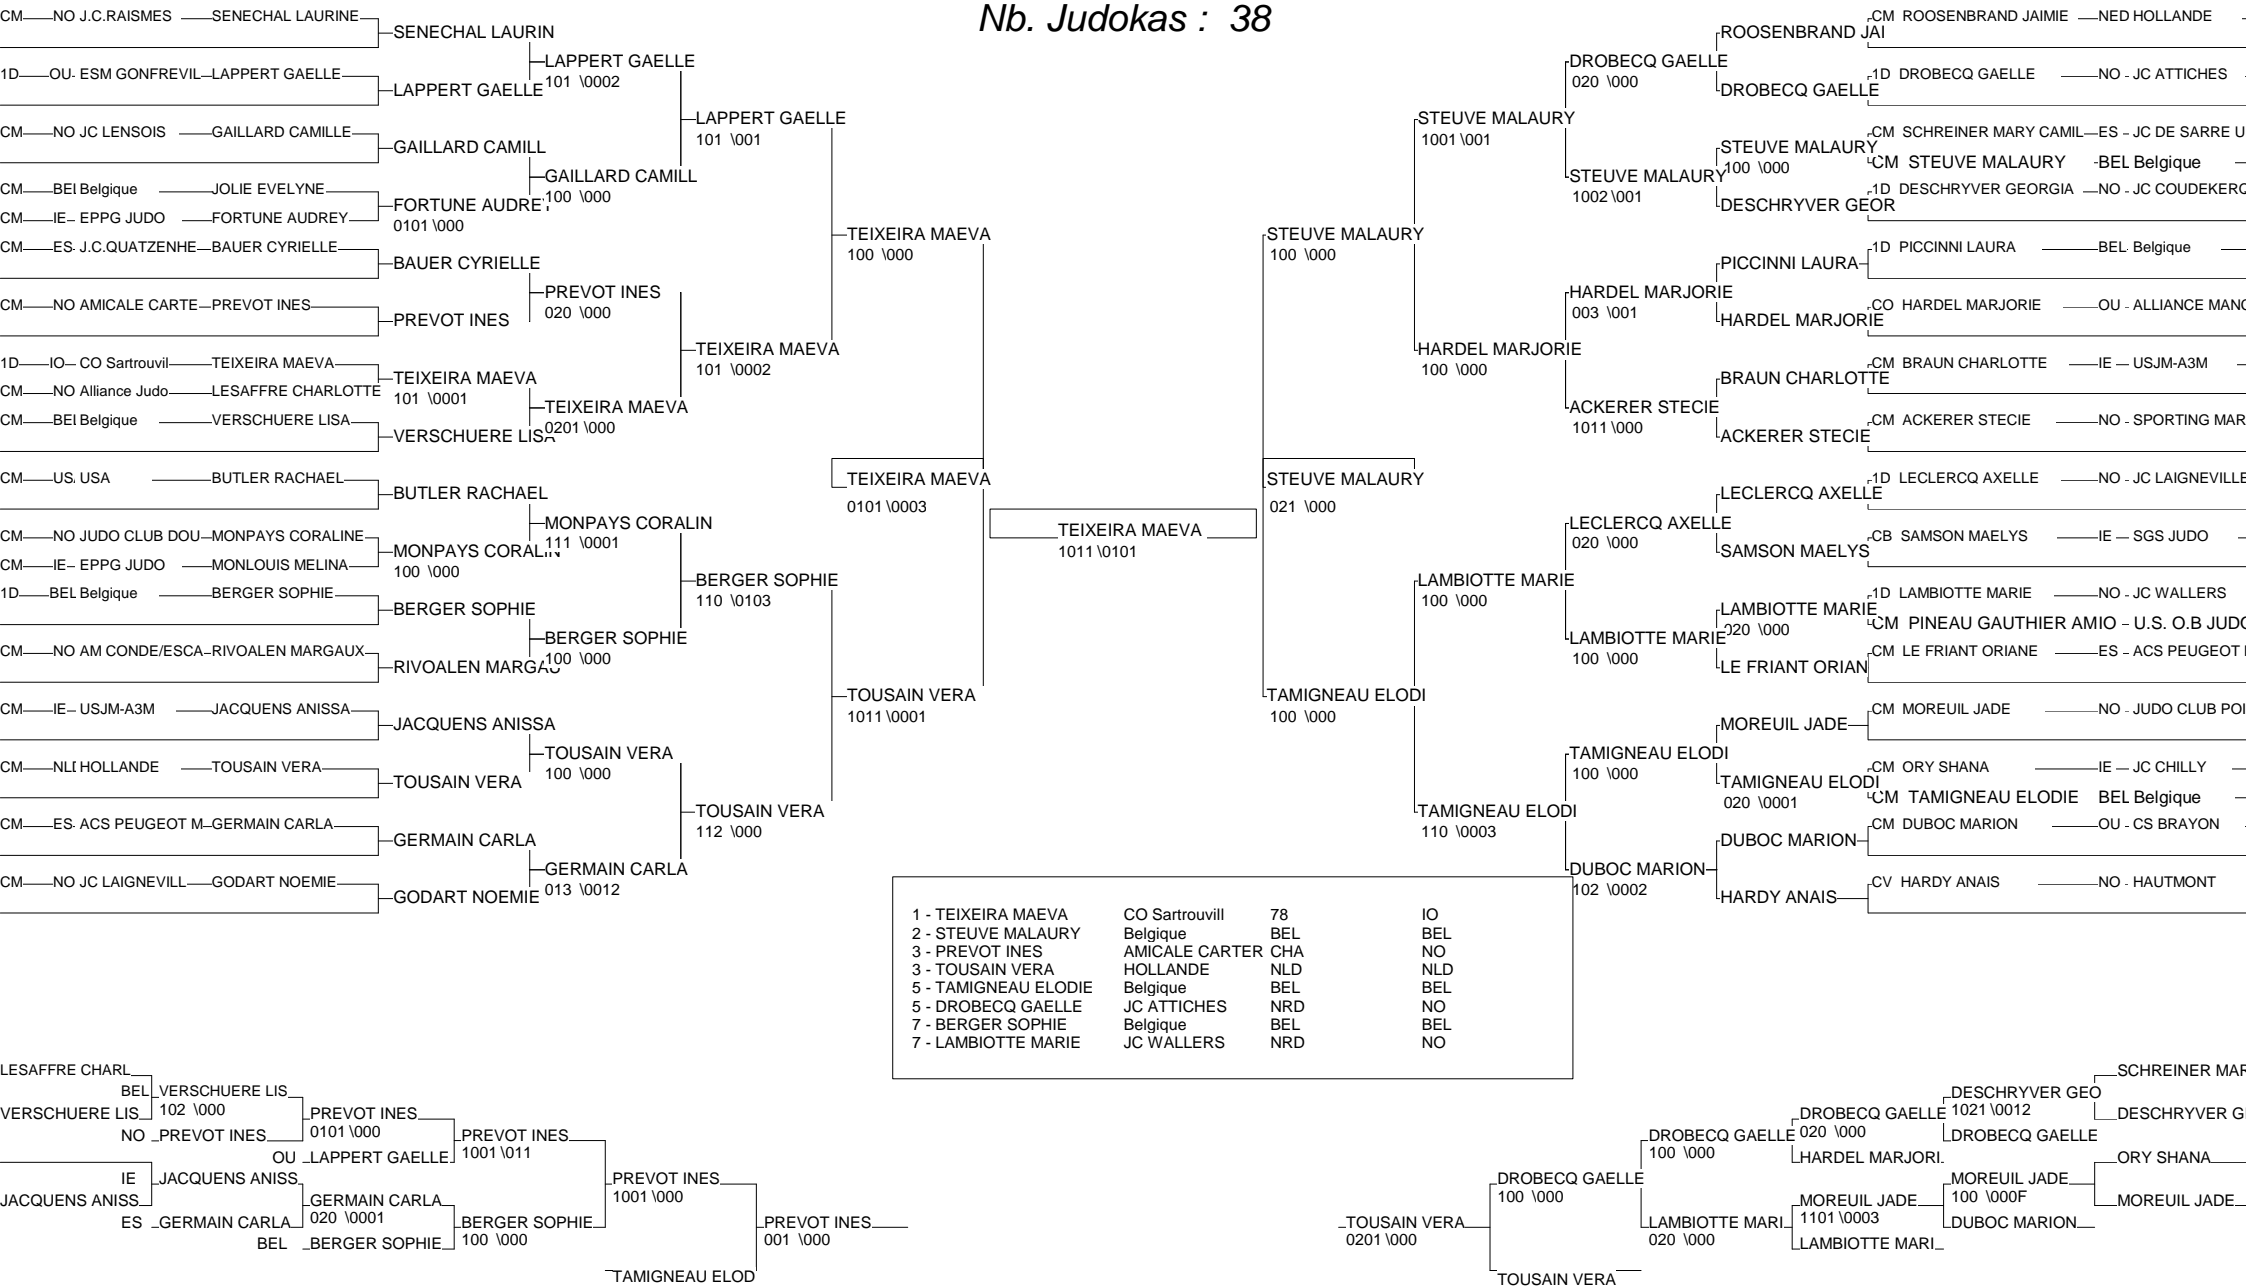 Nb. Judokas : 38
CM NO J.C.RAISMES SENECHAL LAURINE
SENECHAL LAURIN
LAPPERT GAELLE
101 \0002
1D OU- ESM GONFREVIL LAPPERT GAELLE
LAPPERT GAELLE
LAPPERT GAELLE
101 \001
CM NO JC LENSOIS GAILLARD CAMILLE
GAILLARD CAMILL
GAILLARD CAMILL
100 \000
CM BEI Belgique JOLIE EVELYNE
FORTUNE AUDRE
0101 \000
CM IE EPPG JUDO FORTUNE AUDREY
CM ES- J.C.QUATZENHE BAUER CYRIELLE
BAUER CYRIELLE
TEIXEIRA MAEVA
100 \000
PREVOT INES
020 \000
CM NO AMICALE CARTE PREVOT INES
PREVOT INES
TEIXEIRA MAEVA
101 \0002
1D IO CO Sartrouvil TEIXEIRA MAEVA
TEIXEIRA MAEVA
101 \0001
CM NO Alliance Judo LESAFFRE CHARLOTTE
TEIXEIRA MAEVA
0201 \000
CM BEI Belgique VERSCHUERE LISA
VERSCHUERE LISA
TEIXEIRA MAEVA
0101 \0003
CM US USA BUTLER RACHAEL
BUTLER RACHAEL
MONPAYS CORALIN
111 \0001
CM NO JUDO CLUB DOU MONPAYS CORALINE
MONPAYS CORALIN
100 \000
CM IE EPPG JUDO MONLOUIS MELINA
BERGER SOPHIE
110 \0103
1D BEL Belgique BERGER SOPHIE
BERGER SOPHIE
BERGER SOPHIE
100 \000
CM NO AM CONDE/ESCA RIVOALEN MARGAUX
RIVOALEN MARGAU
TOUSAIN VERA
1011 \0001
CM IE USJM-A3M JACQUENS ANISSA
JACQUENS ANISSA
TOUSAIN VERA
100 \000
CM NLI HOLLANDE TOUSAIN VERA
TOUSAIN VERA
TOUSAIN VERA
112 \000
CM ES- ACS PEUGEOT M GERMAIN CARLA
GERMAIN CARLA
GERMAIN CARLA
013 \0012
CM NO JC LAIGNEVILL GODART NOEMIE
GODART NOEMIE
TEIXEIRA MAEVA
1011 \0101
ROOSENBRAND JAI
CM ROOSENBRAND JAIMIE NED HOLLANDE
DROBECQ GAELLE
020 \000
DROBECQ GAELLE
1D DROBECQ GAELLE NO - JC ATTICHES
STEUVE MALAURY
1001 \001
CM SCHREINER MARY CAMIL ES - JC DE SARRE U
STEUVE MALAURY
100 \000
CM STEUVE MALAURY -BEL Belgique
STEUVE MALAURY
1002 \001
DESCHRYVER GEOR
1D DESCHRYVER GEORGIA NO - JC COUDEKERQ
STEUVE MALAURY
100 \000
PICCINNI LAURA
1D PICCINNI LAURA BEL- Belgique
HARDEL MARJORIE
003 \001
HARDEL MARJORIE
CO HARDEL MARJORIE OU - ALLIANCE MANC
HARDEL MARJORIE
100 \000
BRAUN CHARLOTTE
CM BRAUN CHARLOTTE IE USJM-A3M
ACKERER STECIE
1011 \000
ACKERER STECIE
CM ACKERER STECIE NO - SPORTING MAR
STEUVE MALAURY
021 \000
LECLERCQ AXELLE
1D LECLERCQ AXELLE NO - JC LAIGNEVILLE
LECLERCQ AXELLE
020 \000
SAMSON MAELYS
CB SAMSON MAELYS IE SGS JUDO
LAMBIOTTE MARIE
100 \000
LAMBIOTTE MARIE
020 \000
1D LAMBIOTTE MARIE NO - JC WALLERS
CM PINEAU GAUTHIER AMIO - U.S. O.B JUDO
LAMBIOTTE MARIE
100 \000
LE FRIANT ORIAN
CM LE FRIANT ORIANE ES - ACS PEUGEOT
TAMIGNEAU ELODI
100 \000
MOREUIL JADE
CM MOREUIL JADE NO - JUDO CLUB POI
TAMIGNEAU ELODI
100 \000
TAMIGNEAU ELODI
020 \0001
CM ORY SHANA IE JC CHILLY
CM TAMIGNEAU ELODIE BEL Belgique
TAMIGNEAU ELODI
110 \0003
DUBOC MARION
CM DUBOC MARION OU - CS BRAYON
DUBOC MARION
102 \0002
HARDY ANAIS
CV HARDY ANAIS NO - HAUTMONT
1 - TEIXEIRA MAEVA CO Sartrouvill 78 IO
2 - STEUVE MALAURY Belgique BEL BEL
3 - PREVOT INES AMICALE CARTER CHA NO
3 - TOUSAIN VERA HOLLANDE NLD NLD
5 - TAMIGNEAU ELODIE Belgique BEL BEL
5 - DROBECQ GAELLE JC ATTICHES NRD NO
7 - BERGER SOPHIE Belgique BEL BEL
7 - LAMBIOTTE MARIE JC WALLERS NRD NO
LESAFFRE CHARL
BEL VERSCHUERE LIS
102 \000
VERSCHUERE LIS
PREVOT INES
0101 \000
NO PREVOT INES
PREVOT INES
1001 \011
OU LAPPERT GAELLE
IE JACQUENS ANISS
PREVOT INES
1001 \000
JACQUENS ANISS
GERMAIN CARLA
020 \0001
ES GERMAIN CARLA
BERGER SOPHIE
100 \000
BEL BERGER SOPHIE
PREVOT INES
001 \000
TAMIGNEAU ELOD
SCHREINER MAR
DESCHRYVER GEO
1021 \0012
DESCHRYVER G
DROBECQ GAELLE
020 \000
DROBECQ GAELLE
DROBECQ GAELLE
100 \000
HARDEL MARJORI
ORY SHANA
DROBECQ GAELLE
100 \000
MOREUIL JADE
100 \000F
MOREUIL JADE
MOREUIL JADE
1101 \0003
TOUSAIN VERA
0201 \000
LAMBIOTTE MARI
020 \000
DUBOC MARION
LAMBIOTTE MARI
TOUSAIN VERA